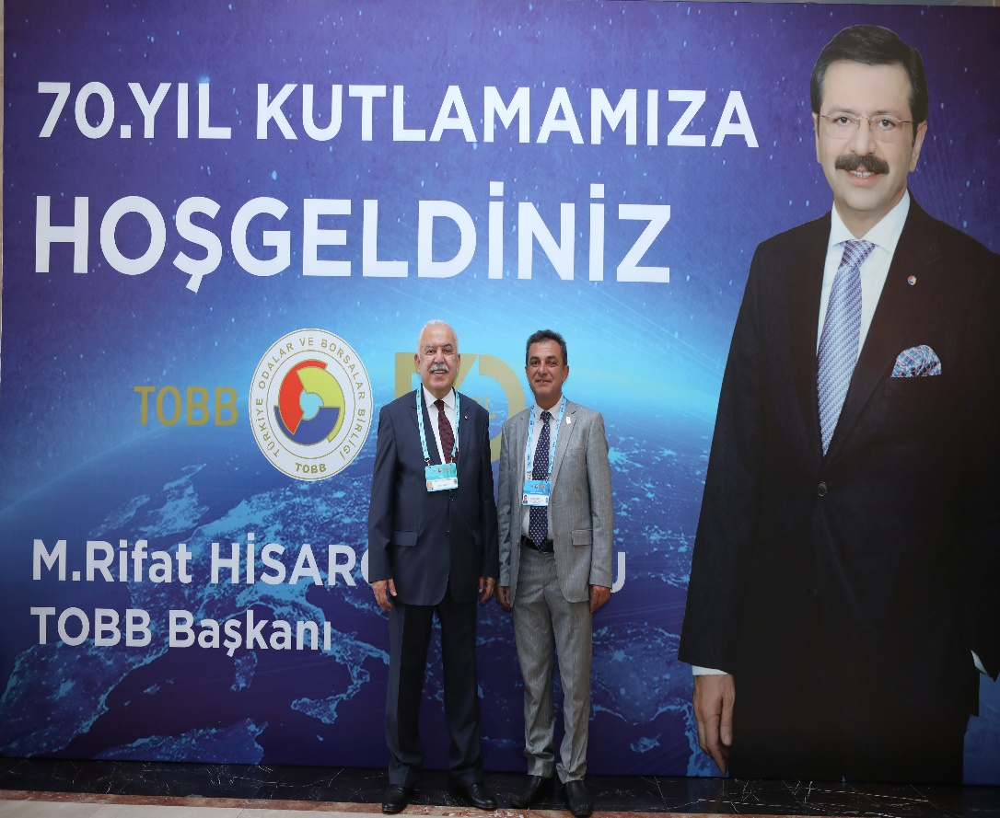 70.YIL KUTLAMAMIZA
HOŞGELDİNİZ
TOBB
TÜRKİYE ODALAR VE BORSALAR BİRLİĞİ
TOBB
M.Rifat
TOBB Başkanı